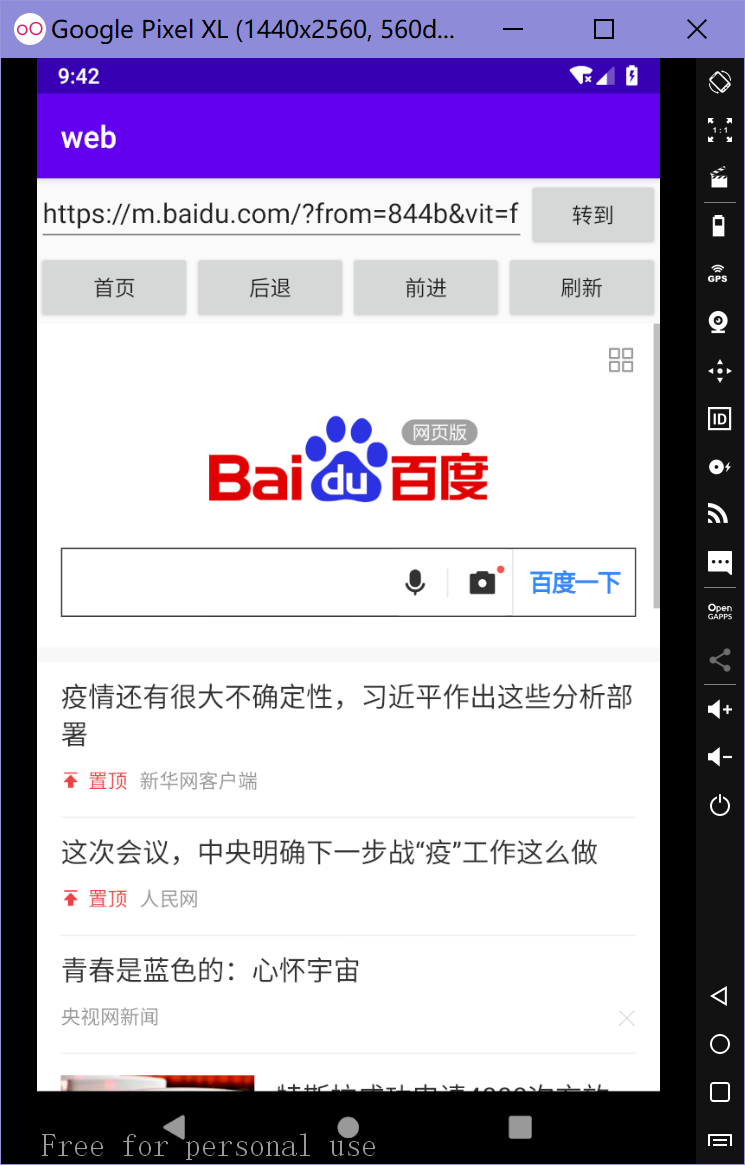 Google Pixel XL (1440x2560, 560d...
9:42
web
https://m.baidu.com/?from=844b&vit=f
转到
首页
后退
前进
刷新
网页版
Bai du 百度
百度一下
疫情还有很大不确定性，习近平作出这些分析部
署
置顶 新华网客户端
这次会议，中央明确下一步战“疫”工作这么做
置顶 人民网
青春是蓝色的：心怀宇宙
央视网新闻
Free for personal use
1:1
GPS
ID
Open
GAPPS